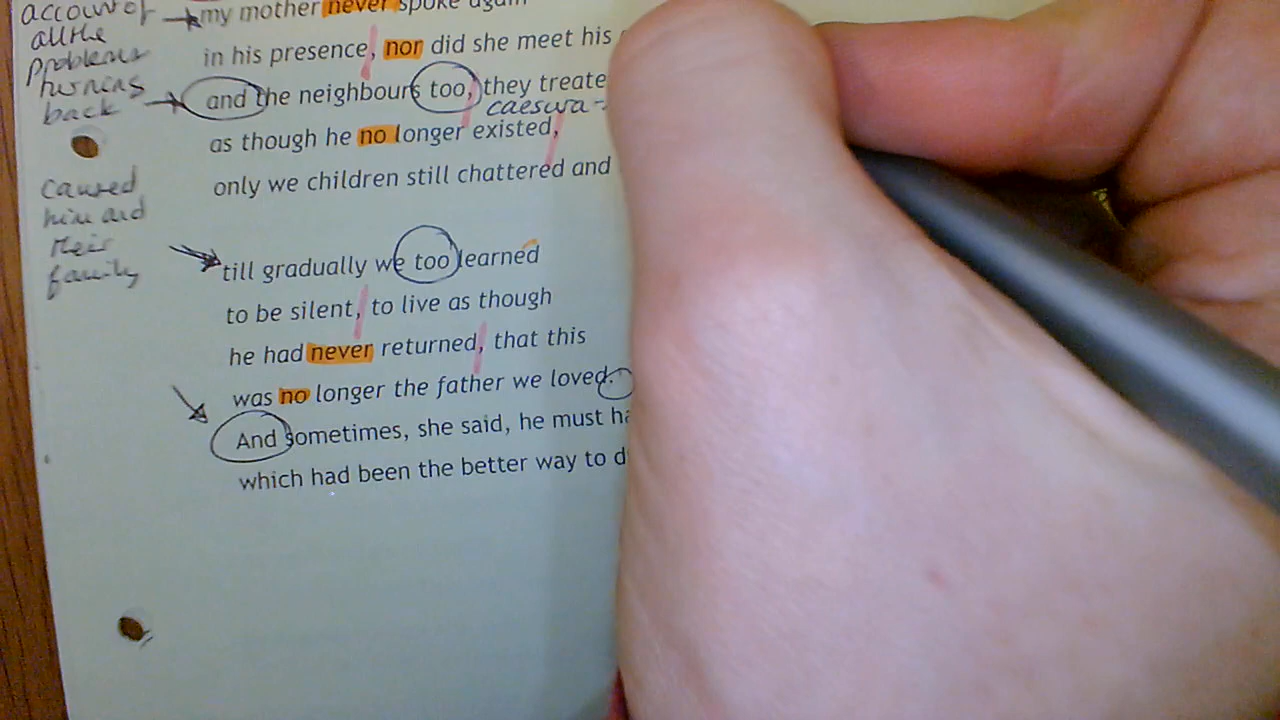 account of
all the
problems
turning
back
my mother never spoke again
in his presence, nor did she meet his
and the neighbours too, they treate
caesura
as though he no longer existed,
only we children still chattered and
caused
him and
their
family
till gradually we too learned
to be silent, to live as though
he had never returned, that this
was no longer the father we loved.
And sometimes, she said, he must ha
which had been the better way to d